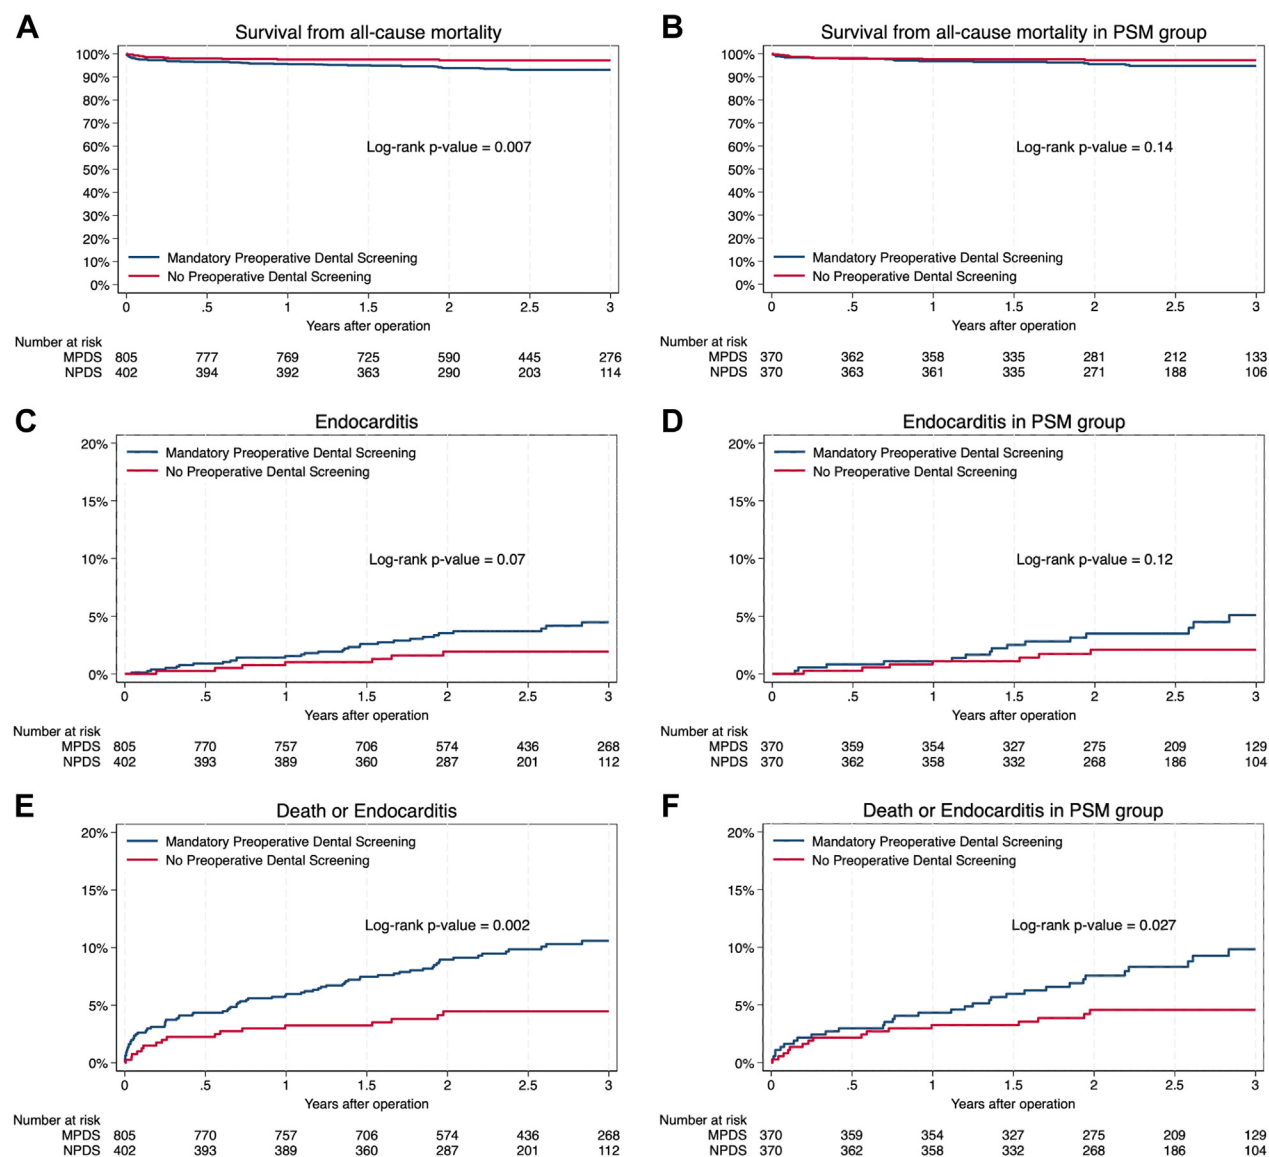 A
Survival from all-cause mortality
100%
90%
80%
70%
60%
50%
40%
30%
20%
10%
0%
Log-rank p-value = 0.007
Mandatory Preoperative Dental Screening
No Preoperative Dental Screening
0 .5 1 1.5 2 2.5 3
Years after operation
Number at risk
MPDS 805 777 769 725 590 445 276
NPDS 402 394 392 363 290 203 114
B
Survival from all-cause mortality in PSM group
100%
90%
80%
70%
60%
50%
40%
30%
20%
10%
0%
Log-rank p-value = 0.14
Mandatory Preoperative Dental Screening
No Preoperative Dental Screening
0 .5 1 1.5 2 2.5 3
Years after operation
Number at risk
MPDS 370 362 358 335 281 212 133
NPDS 370 363 361 335 271 188 106
C
Endocarditis
20%
15%
10%
5%
0%
Mandatory Preoperative Dental Screening
No Preoperative Dental Screening
Log-rank p-value = 0.07
0 .5 1 1.5 2 2.5 3
Years after operation
Number at risk
MPDS 805 770 757 706 574 436 268
NPDS 402 393 389 360 287 201 112
D
Endocarditis in PSM group
20%
15%
10%
5%
0%
Mandatory Preoperative Dental Screening
No Preoperative Dental Screening
Log-rank p-value = 0.12
0 .5 1 1.5 2 2.5 3
Years after operation
Number at risk
MPDS 370 359 354 327 275 209 129
NPDS 370 362 358 332 268 186 104
E
Death or Endocarditis
20%
15%
10%
5%
0%
Mandatory Preoperative Dental Screening
No Preoperative Dental Screening
Log-rank p-value = 0.002
0 .5 1 1.5 2 2.5 3
Years after operation
Number at risk
MPDS 805 770 757 706 574 436 268
NPDS 402 393 389 360 287 201 112
F
Death or Endocarditis in PSM group
20%
15%
10%
5%
0%
Mandatory Preoperative Dental Screening
No Preoperative Dental Screening
Log-rank p-value = 0.027
0 .5 1 1.5 2 2.5 3
Years after operation
Number at risk
MPDS 370 359 354 327 275 209 129
NPDS 370 362 358 332 268 186 104